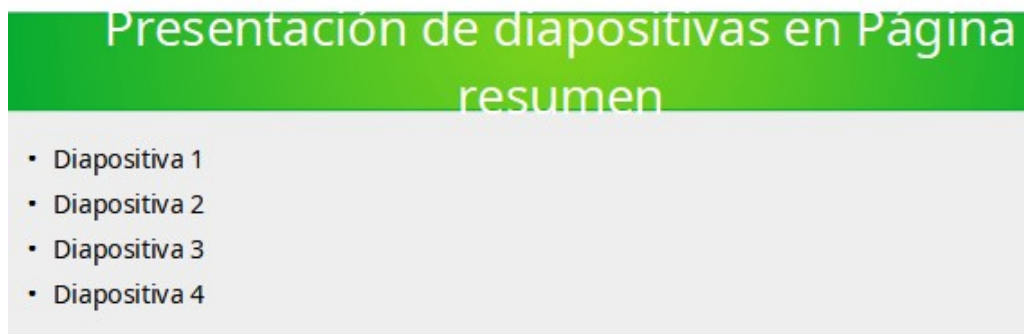 Presentación de diapositivas en Página
resumen
• Diapositiva 1
• Diapositiva 2
• Diapositiva 3
• Diapositiva 4